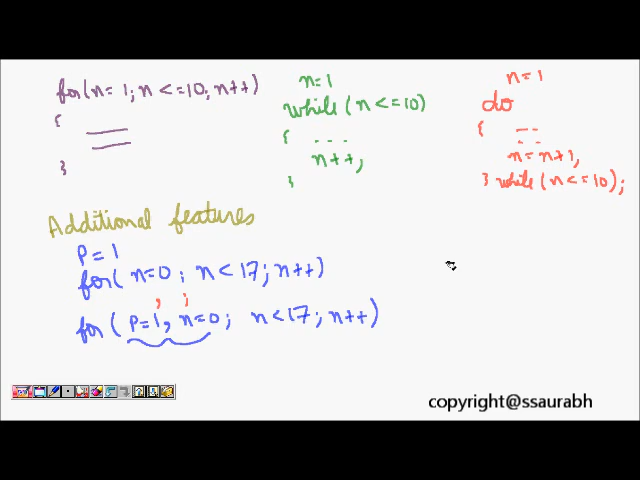 for(n=1; n<=10; n++)
{
}
n=1
while(n<=10)
{ ...
n++;
}
n=1
do
{ ...
n=n+1;
} while(n<=10);
Additional features
P=1
for(n=0; n<17; n++)
, ;
for(P=1, n=0; n<17; n++)
copyright@ssaurabh